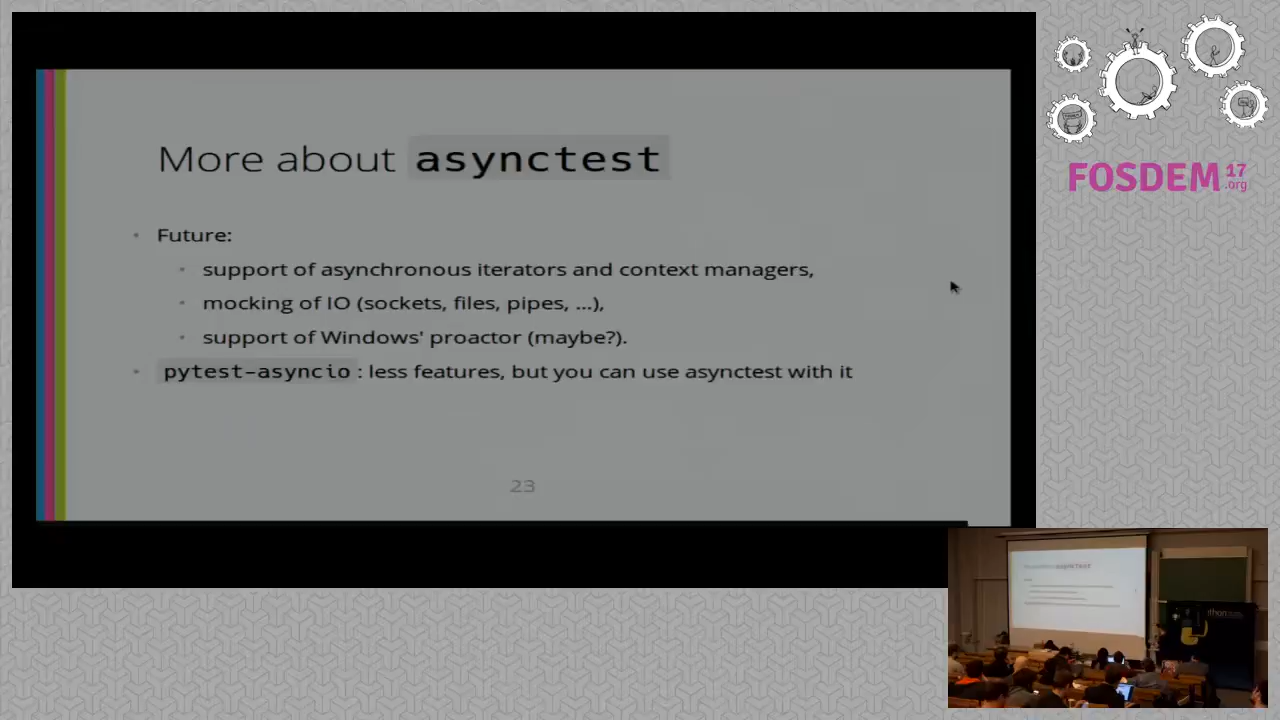 More about asynctest
Future:
support of asynchronous iterators and context managers,
mocking of IO (sockets, files, pipes, ...),
support of Windows' proactor (maybe?).
pytest-asyncio: less features, but you can use asynctest with it
23
FOSDEM 17
.org